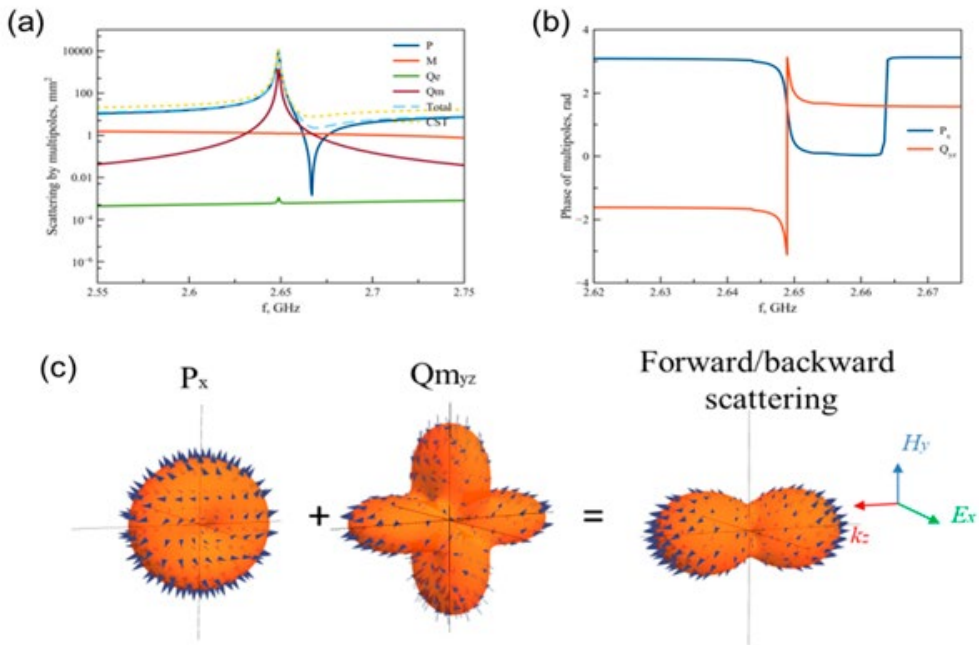 (a)
10000
100
1
0.01
10⁻⁴
10⁻⁶
Scattering by multipoles, mm²
2.55
2.6
2.65
2.7
2.75
f, GHz
P
M
Qe
Qm
Total
CST
(b)
4
2
0
−2
−4
Phase of multipoles, rad
2.62
2.63
2.64
2.65
2.66
2.67
f, GHz
Pₓ
Q_yz
(c)
Pₓ
Qm_yz
Forward/backward
scattering
+
=
H_y
k_z
E_x